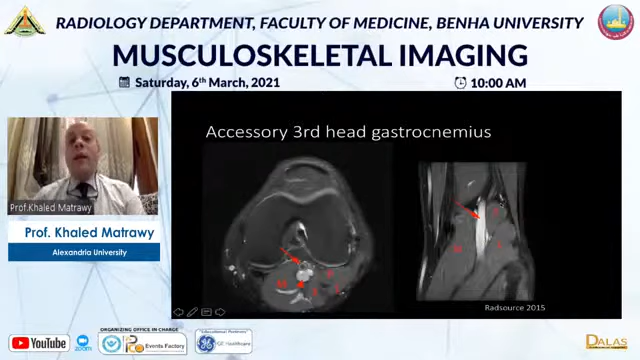 RADIOLOGY DEPARTMENT, FACULTY OF MEDICINE, BENHA UNIVERSITY
MUSCULOSKELETAL IMAGING
Saturday, 6th March, 2021
10:00 AM
Accessory 3rd head gastrocnemius
Prof.Khaled Matrawy
Prof. Khaled Matrawy
Alexandria University
Radsource 2015
ORGANIZING OFFICE IN CHARGE
YouTube
zoom
Events Factory
GE Healthcare
DALAS